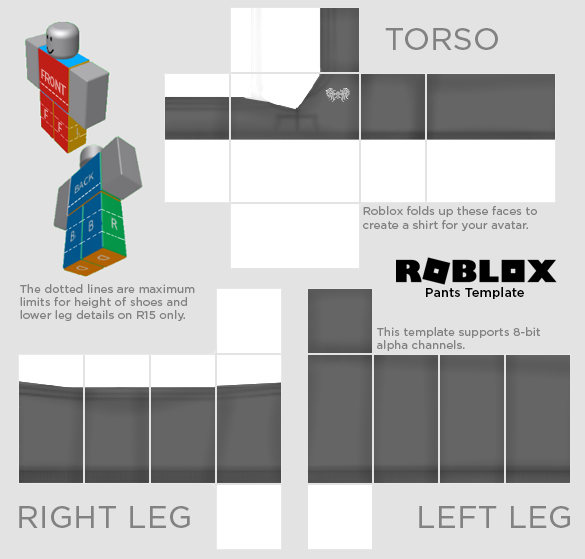 TORSO
FRONT
F F L
BACK
B B R
Roblox folds up these faces to
create a shirt for your avatar.
ROBLOX
Pants Template
The dotted lines are maximum
limits for height of shoes and
lower leg details on R15 only.
This template supports 8-bit
alpha channels.
RIGHT LEG
LEFT LEG